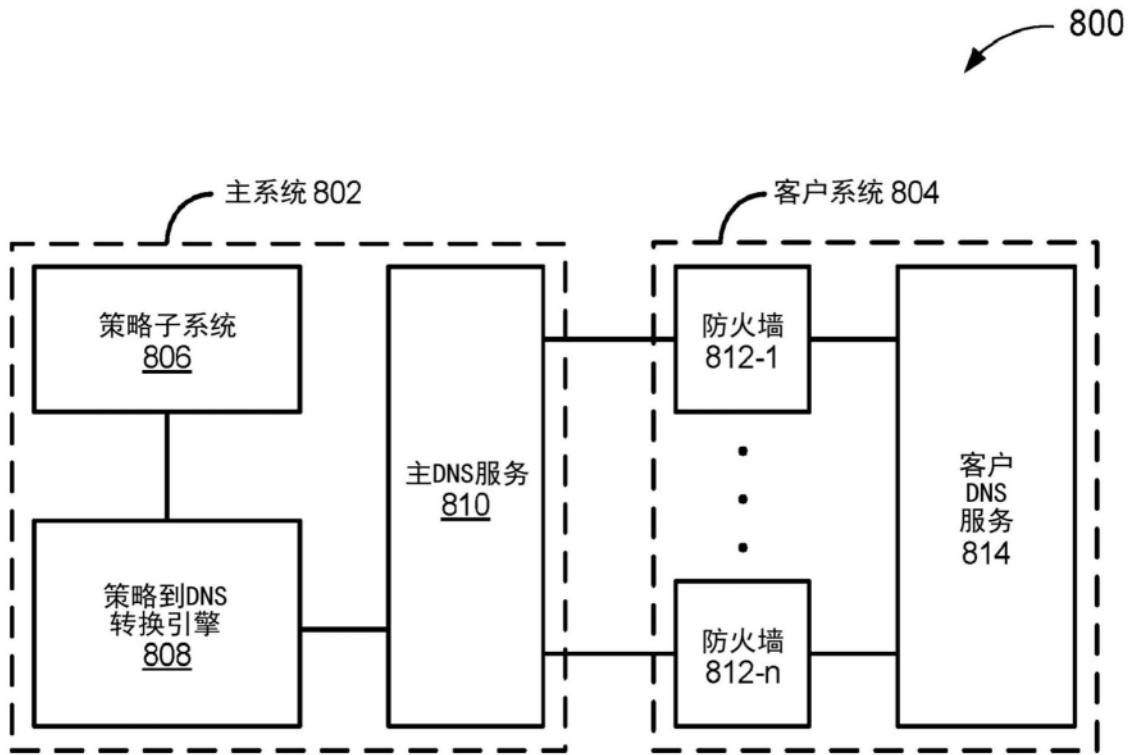 800
主系统 802
客户系统 804
策略子系统
806
策略到DNS
转换引擎
808
主DNS服务
810
防火墙
812-1
防火墙
812-n
客户
DNS
服务
814